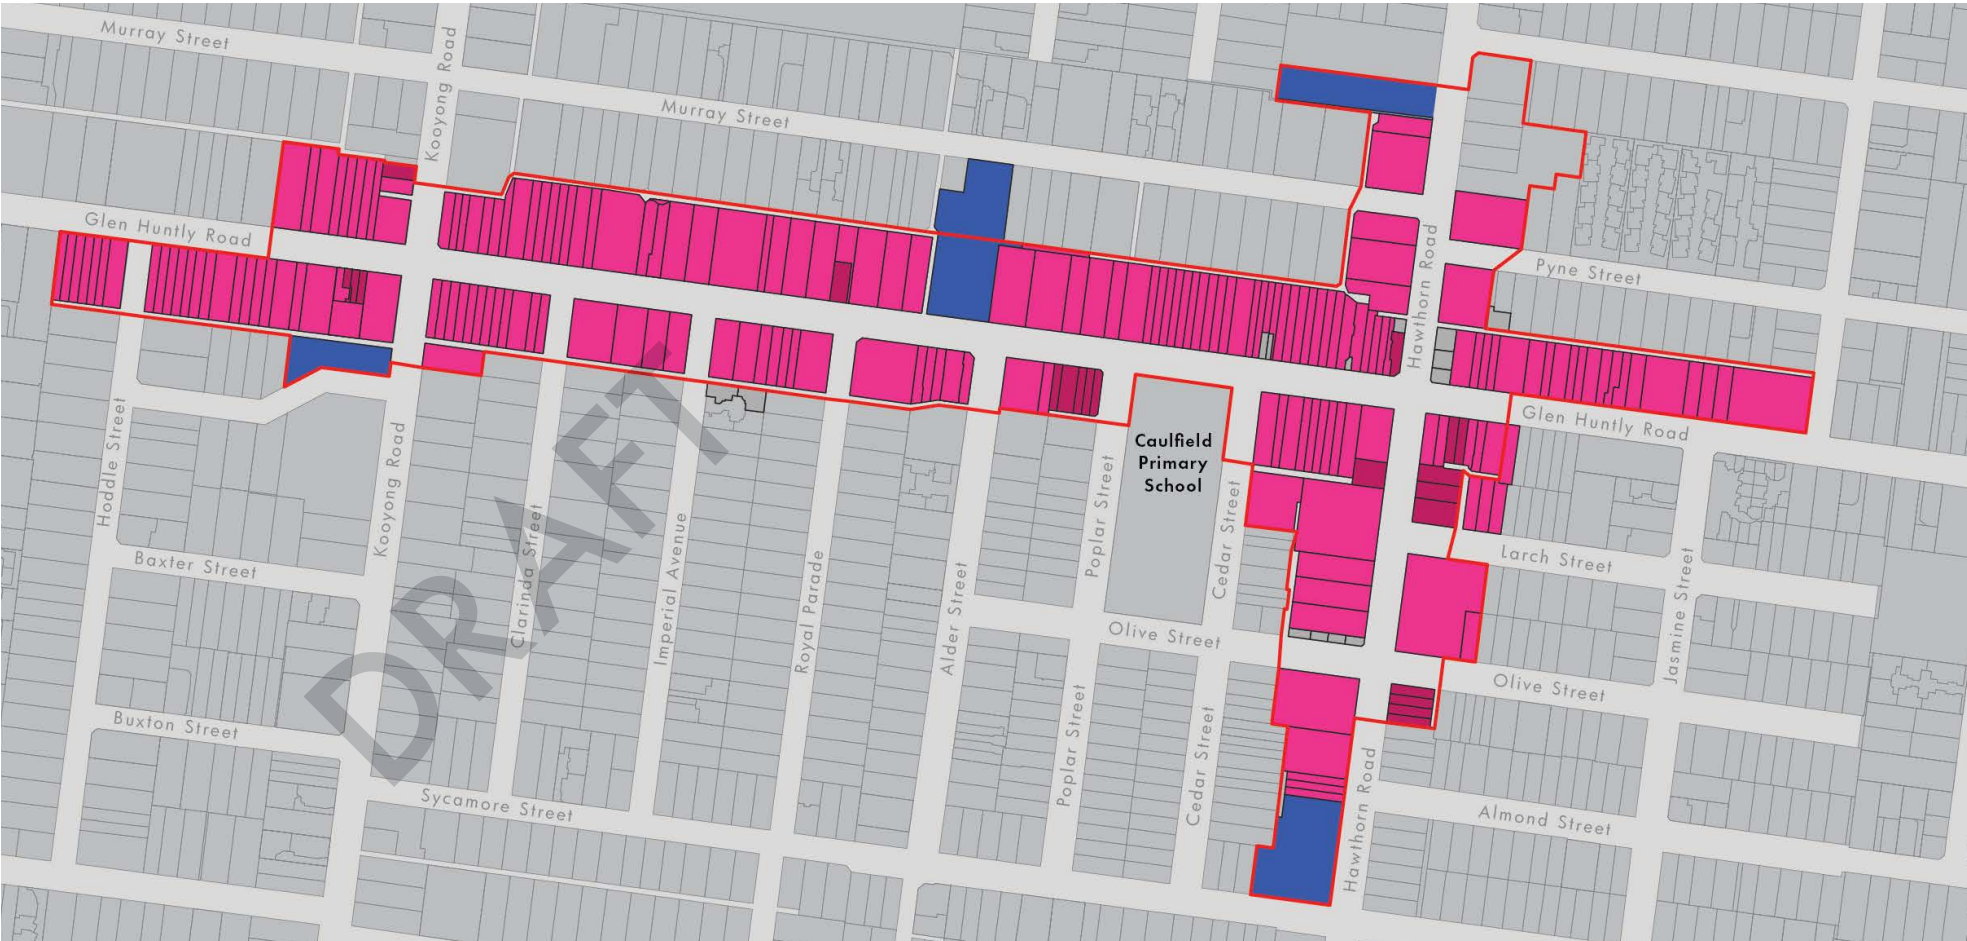 Murray Street
Kooyong Road
Murray Street
Glen Huntly Road
Hawthorn Road
Pyne Street
Glen Huntly Road
Caulfield
Primary
School
Hoddle Street
Kooyong Road
Clarinda Street
Imperial Avenue
Royal Parade
Alder Street
Poplar Street
Cedar Street
Larch Street
Jasmine Street
Baxter Street
Olive Street
Olive Street
Buxton Street
Poplar Street
Cedar Street
Hawthorn Road
Sycamore Street
Almond Street
DRAFT